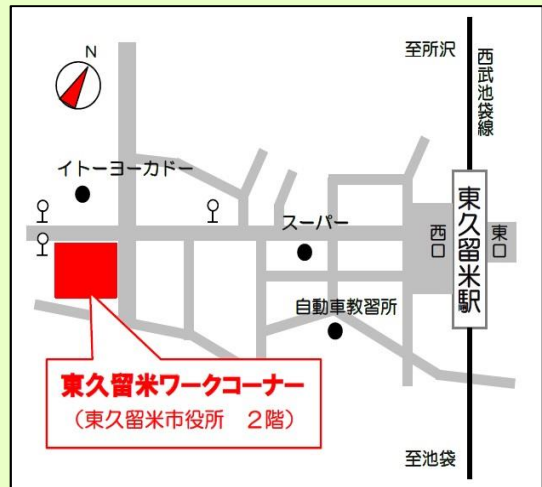 N
至所沢
西武池袋線
イトーヨーカドー
スーパー
西口
東久留米駅
東口
自動車教習所
東久留米ワークコーナー
（東久留米市役所　２階）
至池袋